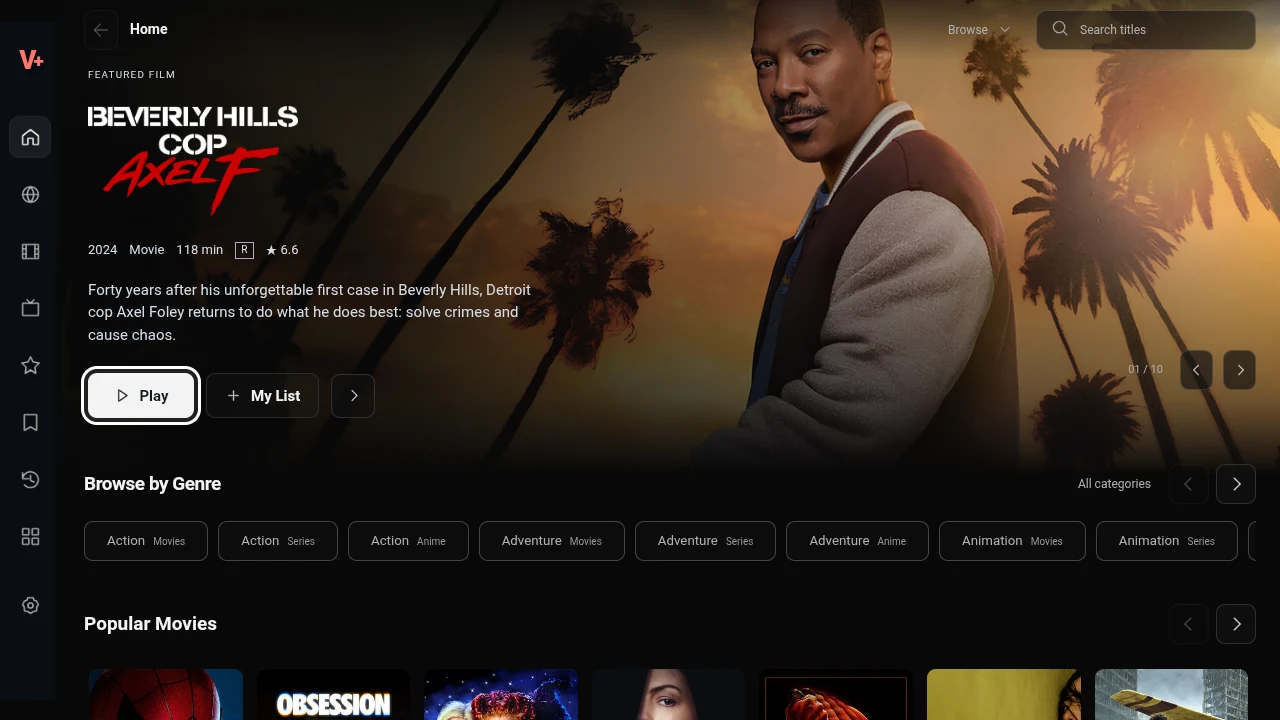 V+
Home
Browse
Search titles
FEATURED FILM
BEVERLY HILLS
COP
AXEL F
2024 Movie 118 min R ★ 6.6
Forty years after his unforgettable first case in Beverly Hills, Detroit
cop Axel Foley returns to do what he does best: solve crimes and
cause chaos.
01 / 10
Play
My List
Browse by Genre
All categories
Action Movies
Action Series
Action Anime
Adventure Movies
Adventure Series
Adventure Anime
Animation Movies
Animation Series
Popular Movies
OBSESSION